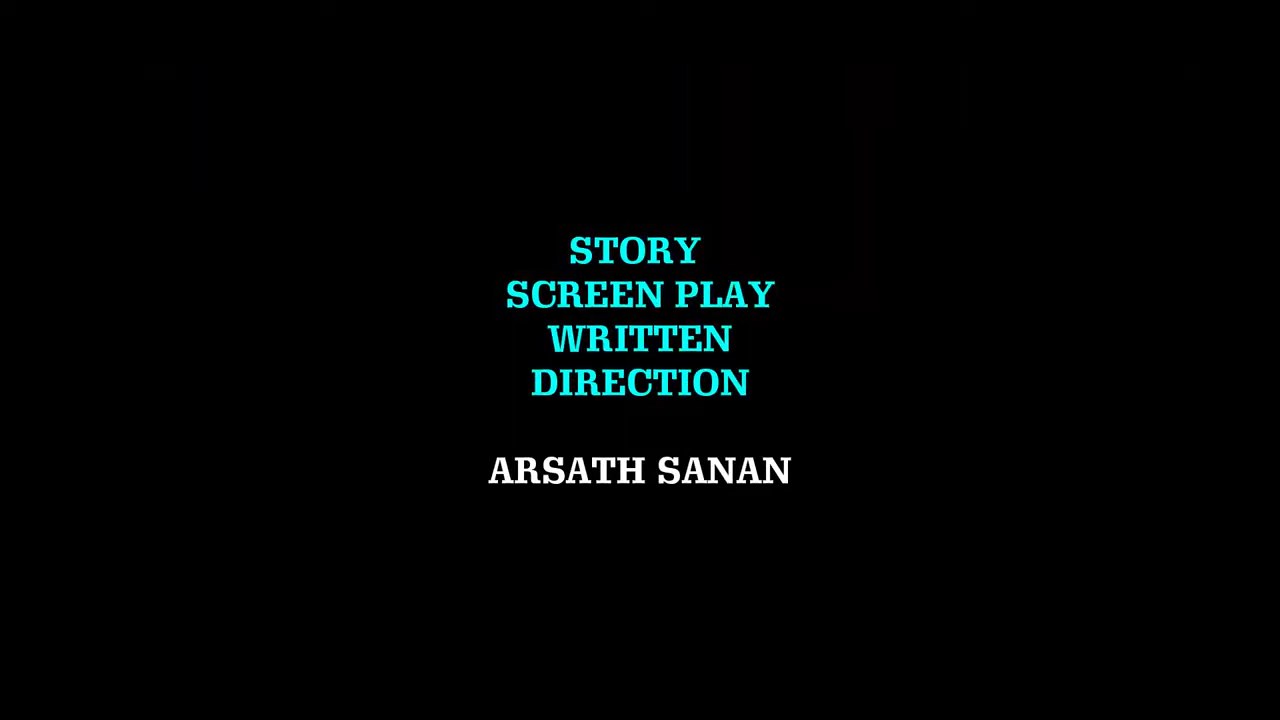 STORY
SCREEN PLAY
WRITTEN
DIRECTION
ARSATH SANAN